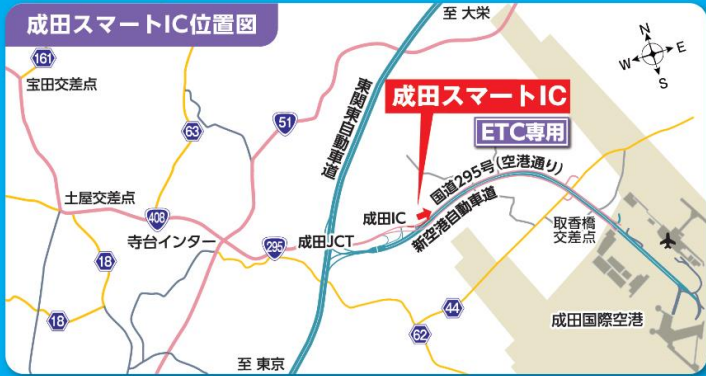 成田スマートIC位置図
至 大栄
N
W
E
S
161
宝田交差点
63
51
東関東自動車道
成田スマートIC
ETC専用
国道295号(空港通り)
土屋交差点
408
寺台インター
295
成田JCT
成田IC
新空港自動車道
取香橋
交差点
18
18
44
62
成田国際空港
至 東京